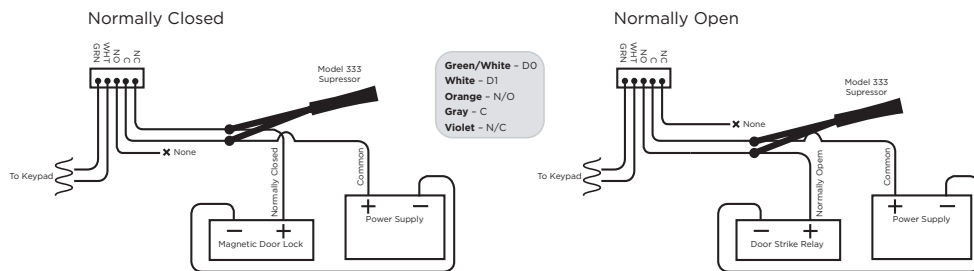 Normally Closed
GRN
WHT
NO
C
NC
Model 333
Supressor
None
To Keypad
Normally Closed
Common
Magnetic Door Lock
Power Supply
Green/White – D0
White – D1
Orange – N/O
Gray – C
Violet – N/C
Normally Open
GRN
WHT
NO
C
NC
Model 333
Supressor
None
To Keypad
Normally Opem
Common
Door Strike Relay
Power Supply